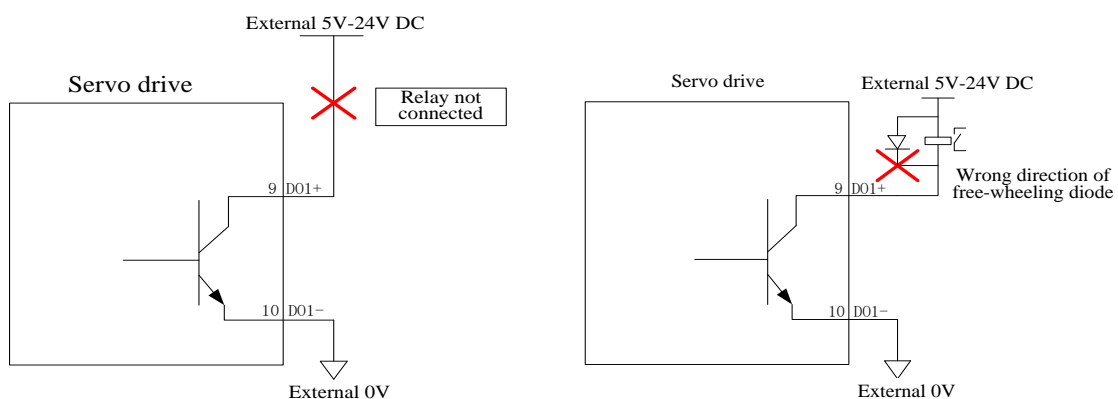 External 5V-24V DC
Servo drive
Relay not
connected
9 DO1+
10 DO1-
External 0V
External 5V-24V DC
Servo drive
Wrong direction of
free-wheeling diode
9 DO1+
10 DO1-
External 0V